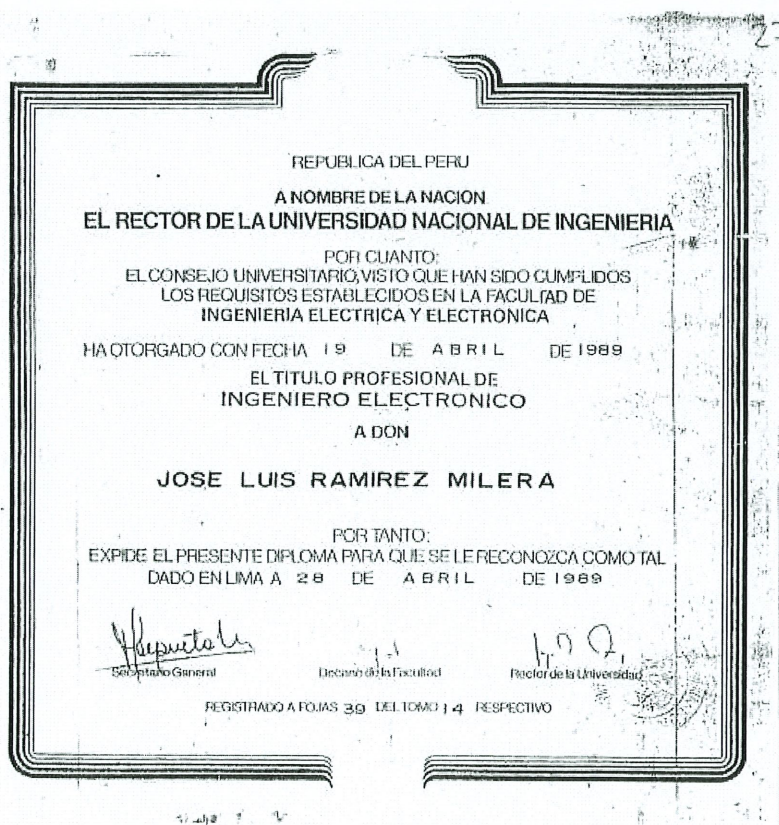 REPUBLICA DEL PERU
A NOMBRE DE LA NACION
EL RECTOR DE LA UNIVERSIDAD NACIONAL DE INGENIERIA
POR CUANTO:
EL CONSEJO UNIVERSITARIO, VISTO QUE HAN SIDO CUMPLIDOS
LOS REQUISITOS ESTABLECIDOS EN LA FACULTAD DE
INGENIERIA ELECTRICA Y ELECTRONICA
HA OTORGADO CON FECHA 19 DE ABRIL DE 1989
EL TITULO PROFESIONAL DE
INGENIERO ELECTRONICO
A DON
JOSE LUIS RAMIREZ MILERA
POR TANTO:
EXPIDE EL PRESENTE DIPLOMA PARA QUE SE LE RECONOZCA COMO TAL
DADO EN LIMA A 28 DE ABRIL DE 1989
Secretario General Decano de la Facultad Rector de la Universidad
REGISTRADO A FOJAS 39 DEL TOMO 14 RESPECTIVO